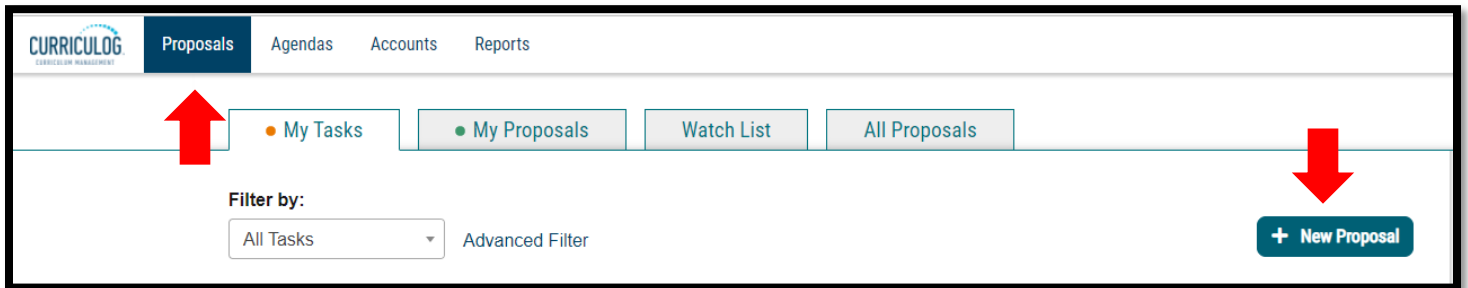 CURRICULOG
CURRICULUM MANAGEMENT
Proposals Agendas Accounts Reports
My Tasks My Proposals Watch List All Proposals
Filter by:
All Tasks Advanced Filter
+ New Proposal